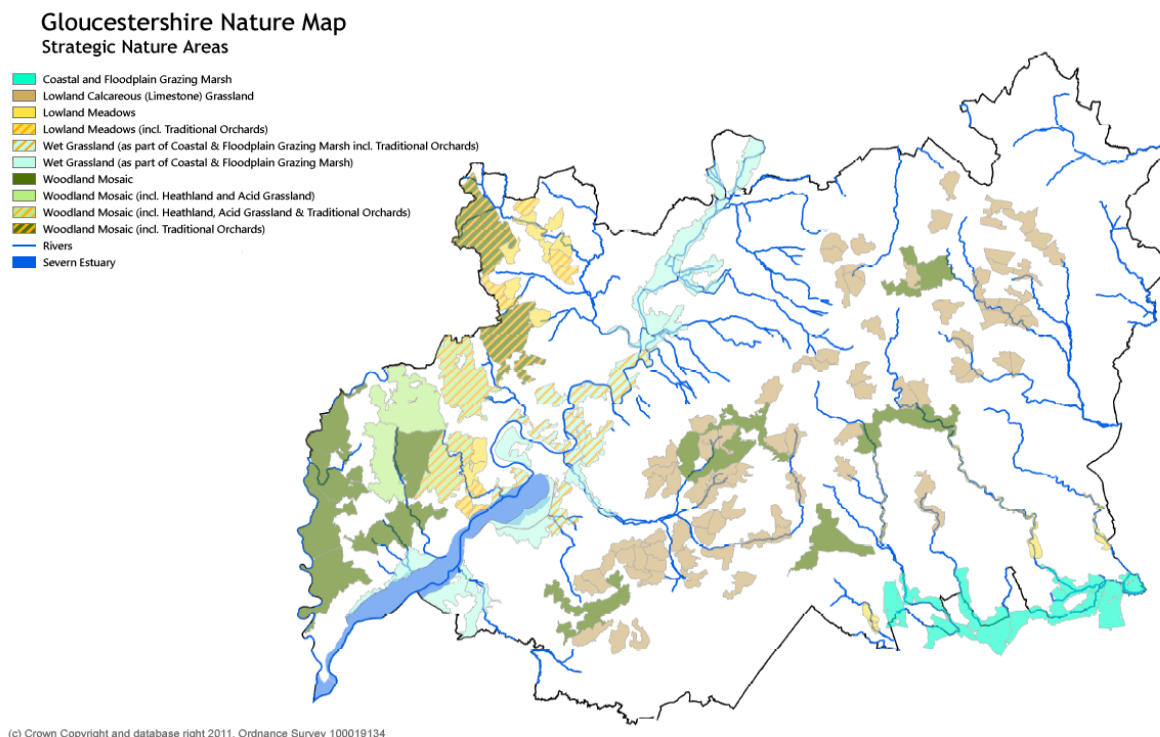 Gloucestershire Nature Map
Strategic Nature Areas
Coastal and Floodplain Grazing Marsh
Lowland Calcareous (Limestone) Grassland
Lowland Meadows
Lowland Meadows (incl. Traditional Orchards)
Wet Grassland (as part of Coastal & Floodplain Grazing Marsh incl. Traditional Orchards)
Wet Grassland (as part of Coastal & Floodplain Grazing Marsh)
Woodland Mosaic
Woodland Mosaic (incl. Heathland and Acid Grassland)
Woodland Mosaic (incl. Heathland, Acid Grassland & Traditional Orchards)
Woodland Mosaic (incl. Traditional Orchards)
Rivers
Severn Estuary
(c) Crown Copyright and database right 2011. Ordnance Survey 100019134